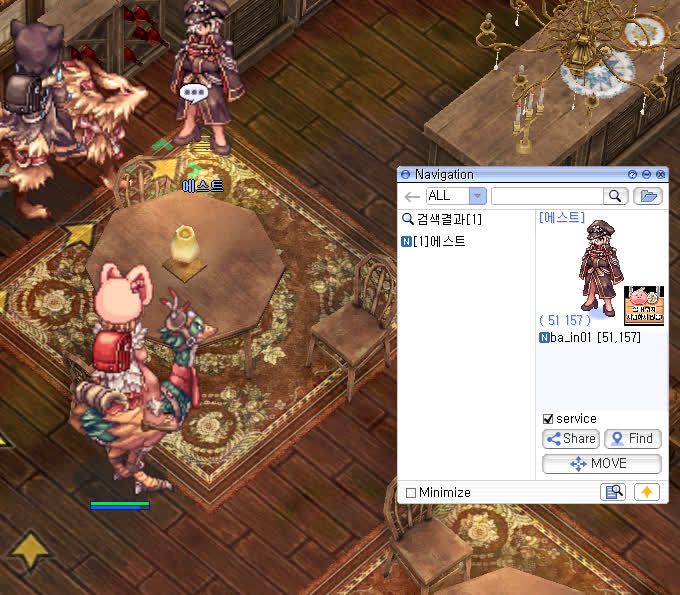 에스트
Navigation
ALL
검색결과[1]
N[1]에스트
[에스트]
( 51 157 )
Nba_in01 [51,157]
service
Share
Find
MOVE
Minimize